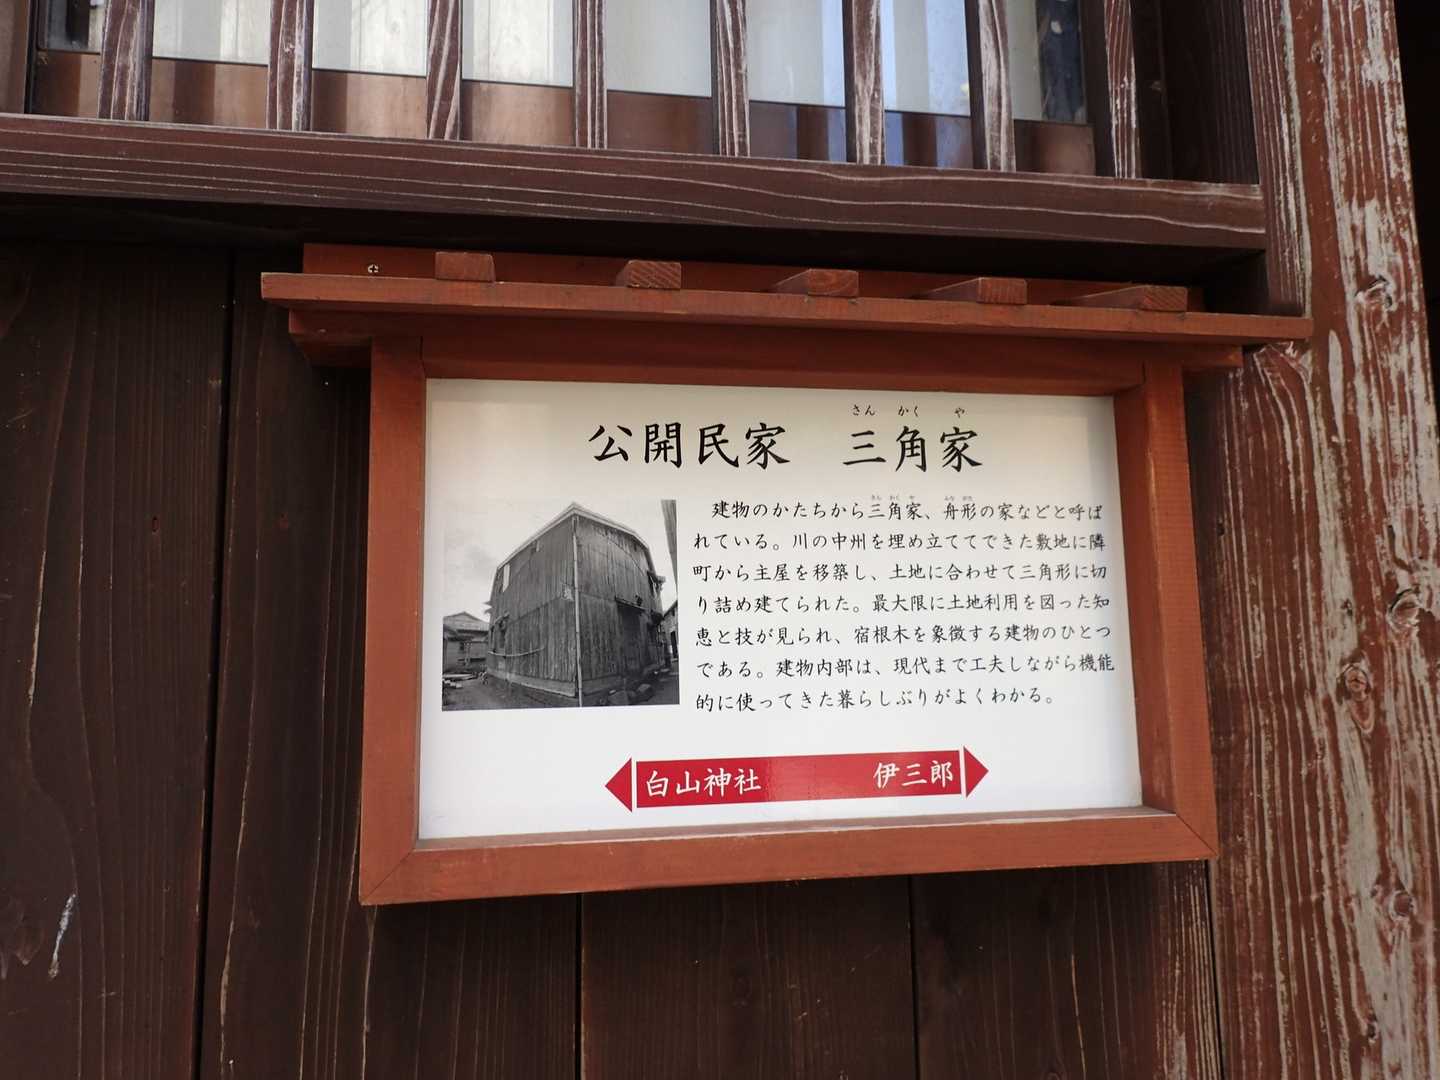 さん かく や
公開民家 三角家
さん かく や ふな がた
建物のかたちから三角家、舟形の家などと呼ば
れている。川の中州を埋め立ててできた敷地に隣
町から主屋を移築し、土地に合わせて三角形に切
り詰め建てられた。最大限に土地利用を図った知
恵と技が見られ、宿根木を象徴する建物のひとつ
である。建物内部は、現代まで工夫しながら機能
的に使ってきた暮らしぶりがよくわかる。
白山神社 伊三郎